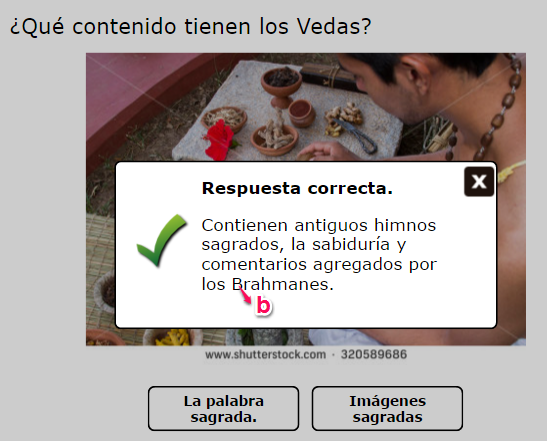 ¿Qué contenido tienen los Vedas?
X
Respuesta correcta.
Contienen antiguos himnos
sagrados, la sabiduría y
comentarios agregados por
los Brahmanes.
b
www.shutterstock.com · 320589686
La palabra
sagrada.
Imágenes
sagradas